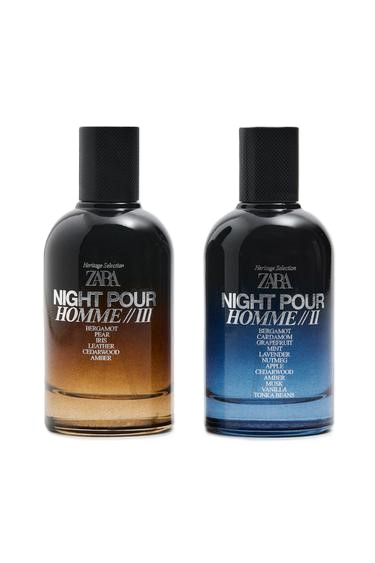 Heritage Selection
ZARA
NIGHT POUR
HOMME // III
BERGAMOT
PEAR
IRIS
LEATHER
CEDARWOOD
AMBER
Heritage Selection
ZARA
NIGHT POUR
HOMME // II
BERGAMOT
CARDAMOM
GRAPEFRUIT
MINT
LAVENDER
NUTMEG
APPLE
CEDARWOOD
AMBER
MUSK
VANILLA
TONKA BEANS